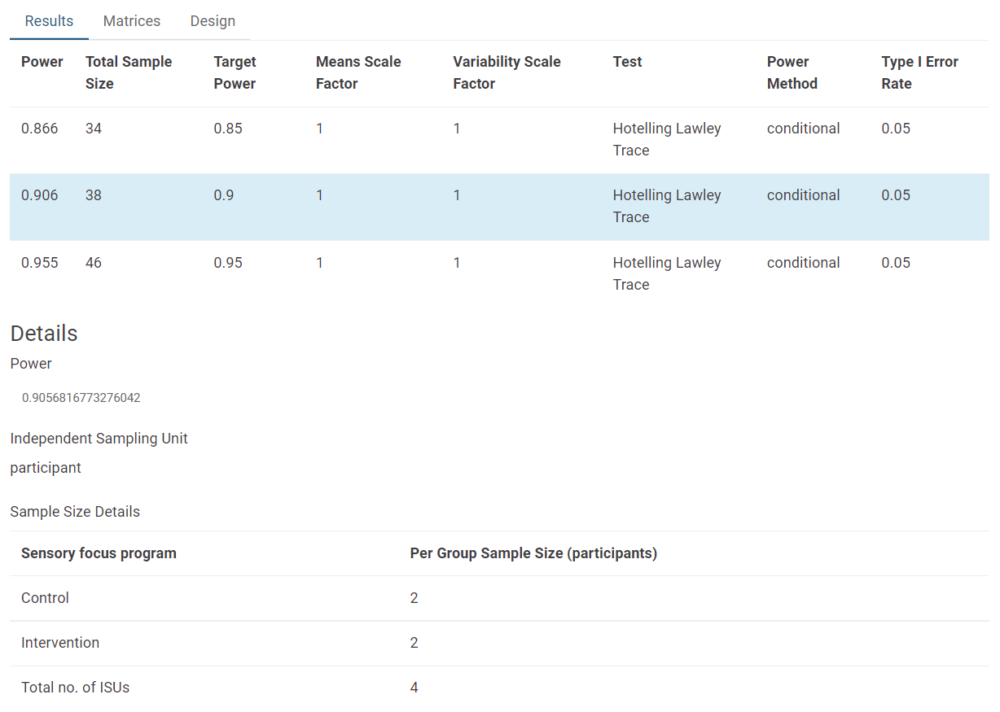 Results Matrices Design
Power Total Sample Size Target Power Means Scale Factor Variability Scale Factor Test Power Method Type I Error Rate
0.866 34 0.85 1 1 Hotelling Lawley Trace conditional 0.05
0.906 38 0.9 1 1 Hotelling Lawley Trace conditional 0.05
0.955 46 0.95 1 1 Hotelling Lawley Trace conditional 0.05
Details
Power
0.9056816773276042
Independent Sampling Unit
participant
Sample Size Details
Sensory focus program Per Group Sample Size (participants)
Control 2
Intervention 2
Total no. of ISUs 4